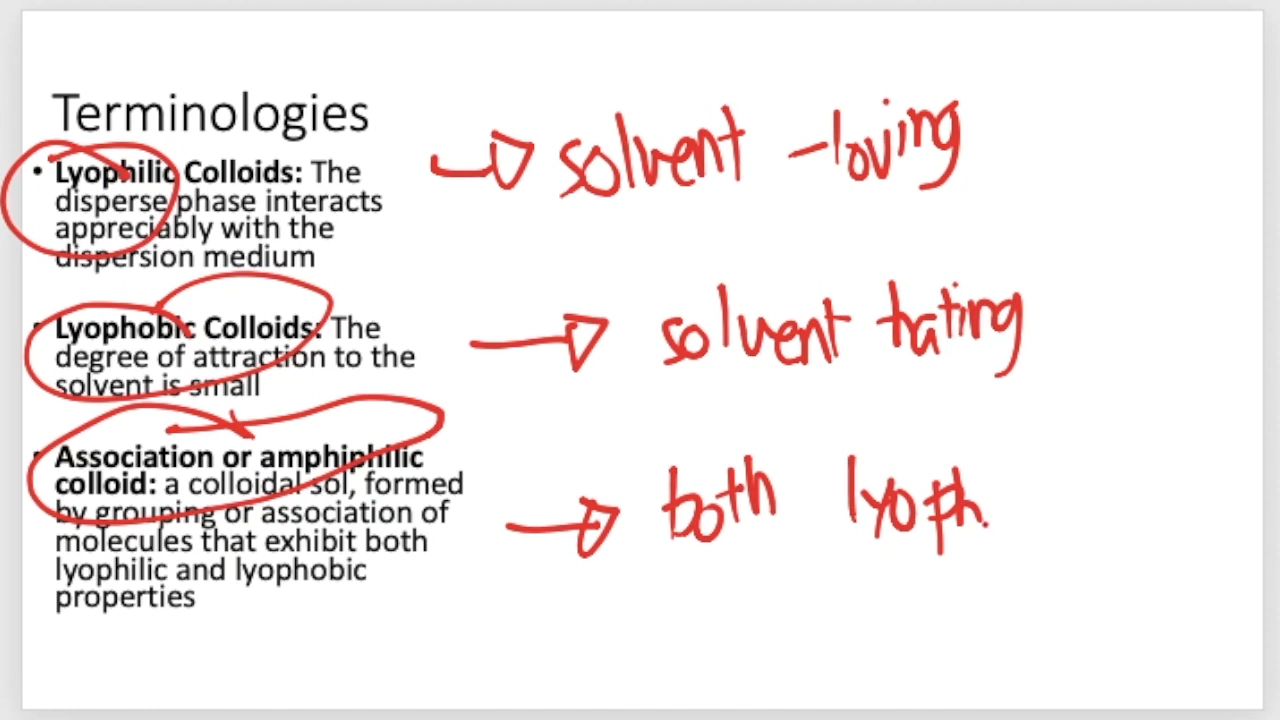 Terminologies
• Lyophilic Colloids: The
disperse phase interacts
appreciably with the
dispersion medium
solvent -loving
• Lyophobic Colloids: The
degree of attraction to the
solvent is small
solvent hating
• Association or amphiphilic
colloid: a colloidal sol, formed
by grouping or association of
molecules that exhibit both
lyophilic and lyophobic
properties
both lyoph.